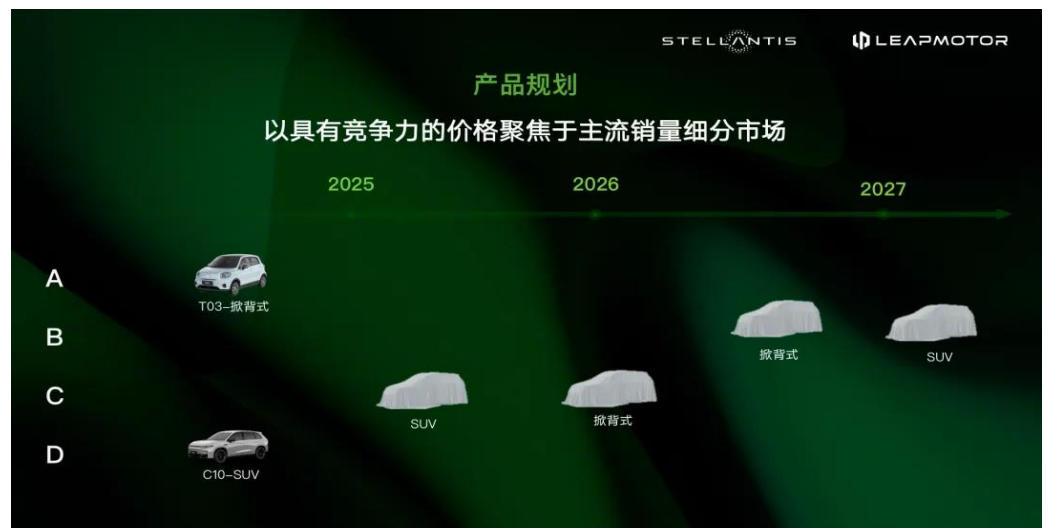 STELLANTIS LEAPMOTOR
产品规划
以具有竞争力的价格聚焦于主流销量细分市场
2025 2026 2027
A
T03-掀背式
B
掀背式 SUV
C
SUV 掀背式
D
C10-SUV